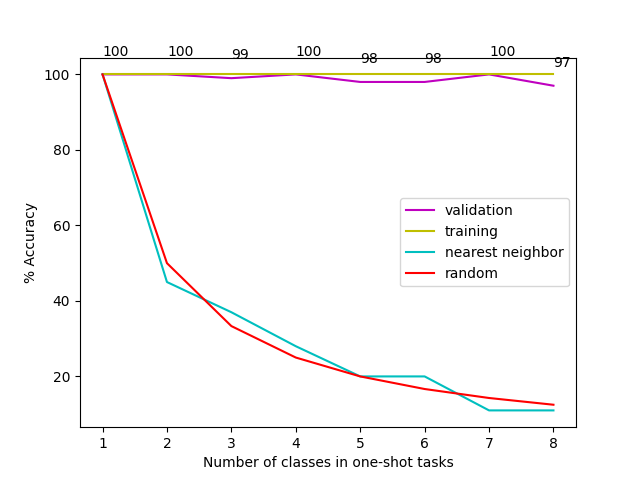 100 100 99 100 98 98 100 97
100
80
60
40
20
% Accuracy
validation
training
nearest neighbor
random
1 2 3 4 5 6 7 8
Number of classes in one-shot tasks